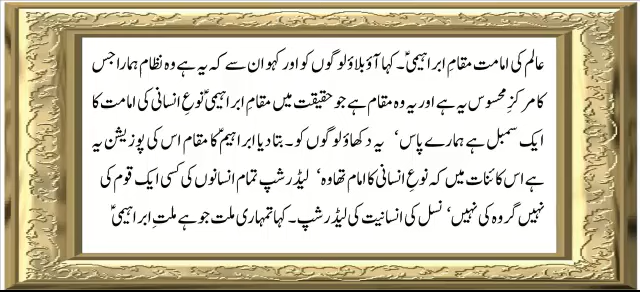 عالم کی امامت مقامِ ابراہیمیؑ۔ کہا آؤ بلاؤ لوگوں کو اور کہو ان سے کہ یہ ہے وہ نظام ہمارا جس
کا مرکزِ محسوس یہ ہے اور یہ وہ مقام ہے جو حقیقت میں مقامِ ابراہیمیؑ نوعِ انسانی کی امامت کا
ایک سمبل ہے ہمارے پاس‘ یہ دکھاؤ لوگوں کو۔ بتا دیا ابراہیمؑ کا مقام اس کی پوزیشن یہ
ہے اس کائنات میں کہ نوعِ انسانی کا امام تھا وہ‘ لیڈرشپ تمام انسانوں کی کسی ایک قوم کی
نہیں گروہ کی نہیں‘ نسل کی انسانیت کی لیڈرشپ۔ کہا تمہاری ملت جو ہے ملتِ ابراہیمیؑ